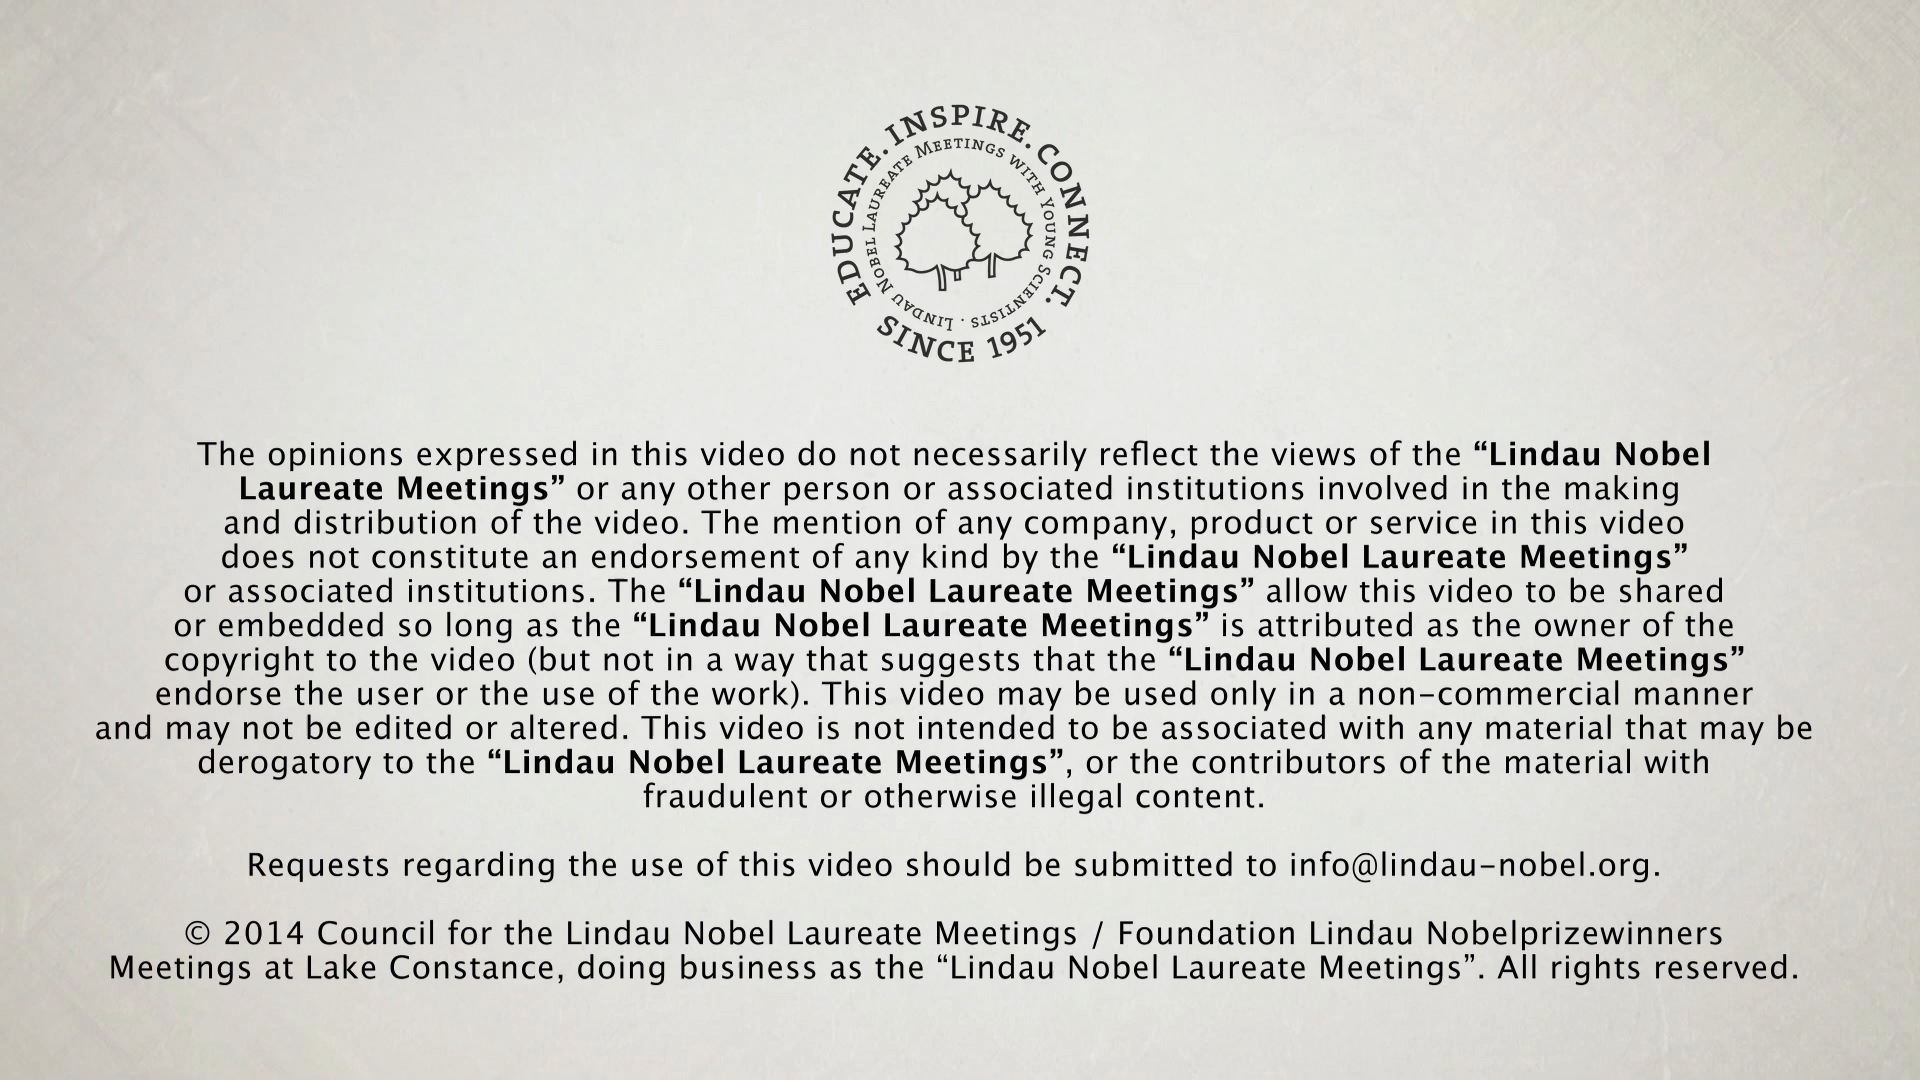 EDUCATE. INSPIRE. CONNECT.
LINDAU NOBEL LAUREATE MEETINGS WITH YOUNG SCIENTISTS ·
SINCE 1951
The opinions expressed in this video do not necessarily reflect the views of the “Lindau Nobel
Laureate Meetings” or any other person or associated institutions involved in the making
and distribution of the video. The mention of any company, product or service in this video
does not constitute an endorsement of any kind by the “Lindau Nobel Laureate Meetings”
or associated institutions. The “Lindau Nobel Laureate Meetings” allow this video to be shared
or embedded so long as the “Lindau Nobel Laureate Meetings” is attributed as the owner of the
copyright to the video (but not in a way that suggests that the “Lindau Nobel Laureate Meetings”
endorse the user or the use of the work). This video may be used only in a non-commercial manner
and may not be edited or altered. This video is not intended to be associated with any material that may be
derogatory to the “Lindau Nobel Laureate Meetings”, or the contributors of the material with
fraudulent or otherwise illegal content.
Requests regarding the use of this video should be submitted to info@lindau-nobel.org.
© 2014 Council for the Lindau Nobel Laureate Meetings / Foundation Lindau Nobelprizewinners
Meetings at Lake Constance, doing business as the “Lindau Nobel Laureate Meetings”. All rights reserved.